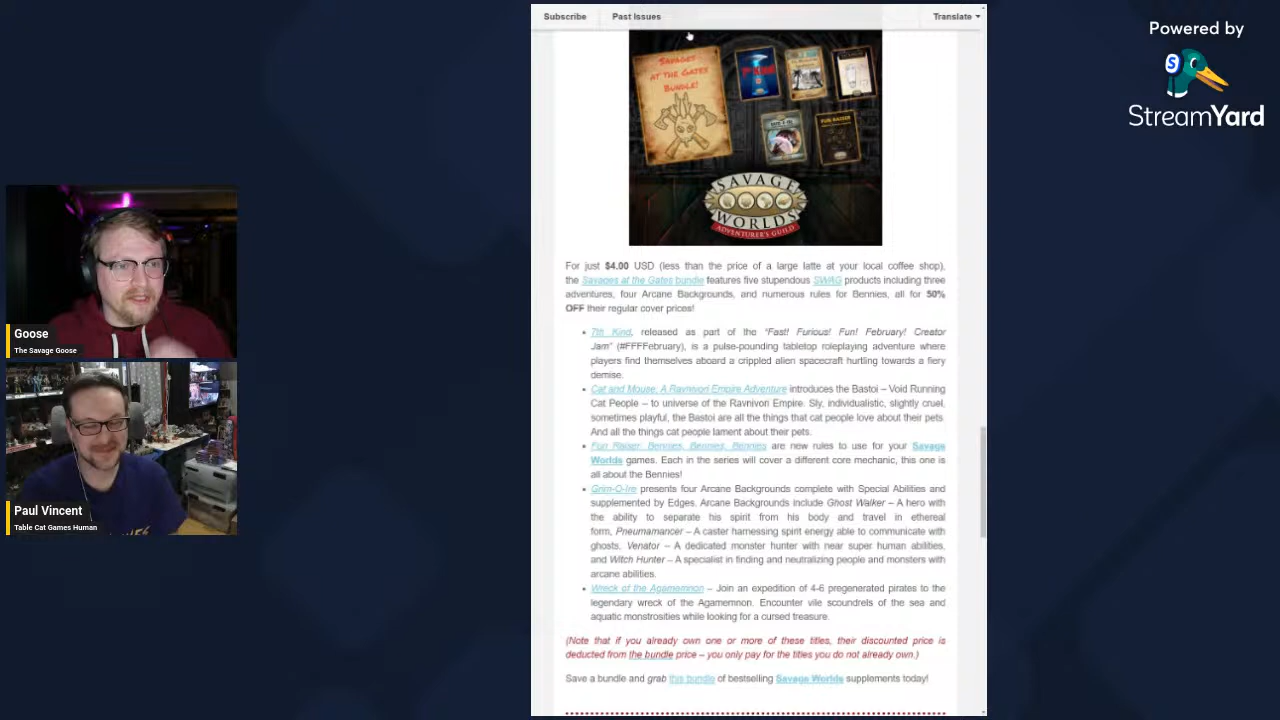 Subscribe
Past Issues
Translate
Powered by
S
StreamYard
SAVAGES
AT THE GATES
BUNDLE!
FUN RAISER
SAVAGE
WORLDS
ADVENTURER'S GUILD
Goose
The Savage Goose
Paul Vincent
Table Cat Games Human
For just $4.00 USD (less than the price of a large latte at your local coffee shop),
the Savages at the Gates bundle features five stupendous SWAG products including three
adventures, four Arcane Backgrounds, and numerous rules for Bennies, all for 50%
OFF their regular cover prices!
• 7th Kind, released as part of the "Fast! Furious! Fun! February! Creator
Jam" (#FFFFebruary), is a pulse-pounding tabletop roleplaying adventure where
players find themselves aboard a crippled alien spacecraft hurtling towards a fiery
demise.
• Cat and Mouse: A Ravnivori Empire Adventure introduces the Bastoi – Void Running
Cat People – to universe of the Ravnivori Empire. Sly, individualistic, slightly cruel,
sometimes playful, the Bastoi are all the things that cat people love about their pets.
And all the things cat people lament about their pets.
• Fun Raiser: Bennies, Bennies, Bennies are new rules to use for your Savage
Worlds games. Each in the series will cover a different core mechanic, this one is
all about the Bennies!
• Grim-O-Ire presents four Arcane Backgrounds complete with Special Abilities and
supplemented by Edges. Arcane Backgrounds include Ghost Walker – A hero with
the ability to separate his spirit from his body and travel in ethereal
form, Pneumamancer – A caster harnessing spirit energy able to communicate with
ghosts. Venator – A dedicated monster hunter with near super human abilities,
and Witch Hunter – A specialist in finding and neutralizing people and monsters with
arcane abilities.
• Wreck of the Agamemnon – Join an expedition of 4-6 pregenerated pirates to the
legendary wreck of the Agamemnon. Encounter vile scoundrels of the sea and
aquatic monstrosities while looking for a cursed treasure.
(Note that if you already own one or more of these titles, their discounted price is
deducted from the bundle price – you only pay for the titles you do not already own.)
Save a bundle and grab this bundle of bestselling Savage Worlds supplements today!